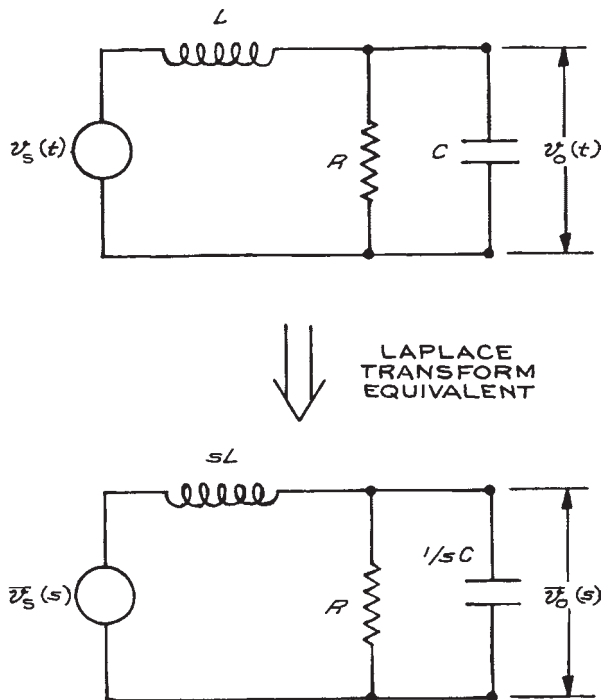 L
v_s(t)
R
C
v_o(t)
LAPLACE
TRANSFORM
EQUIVALENT
sL
1/sC
v̅_s(s)
R
v̅_o(s)